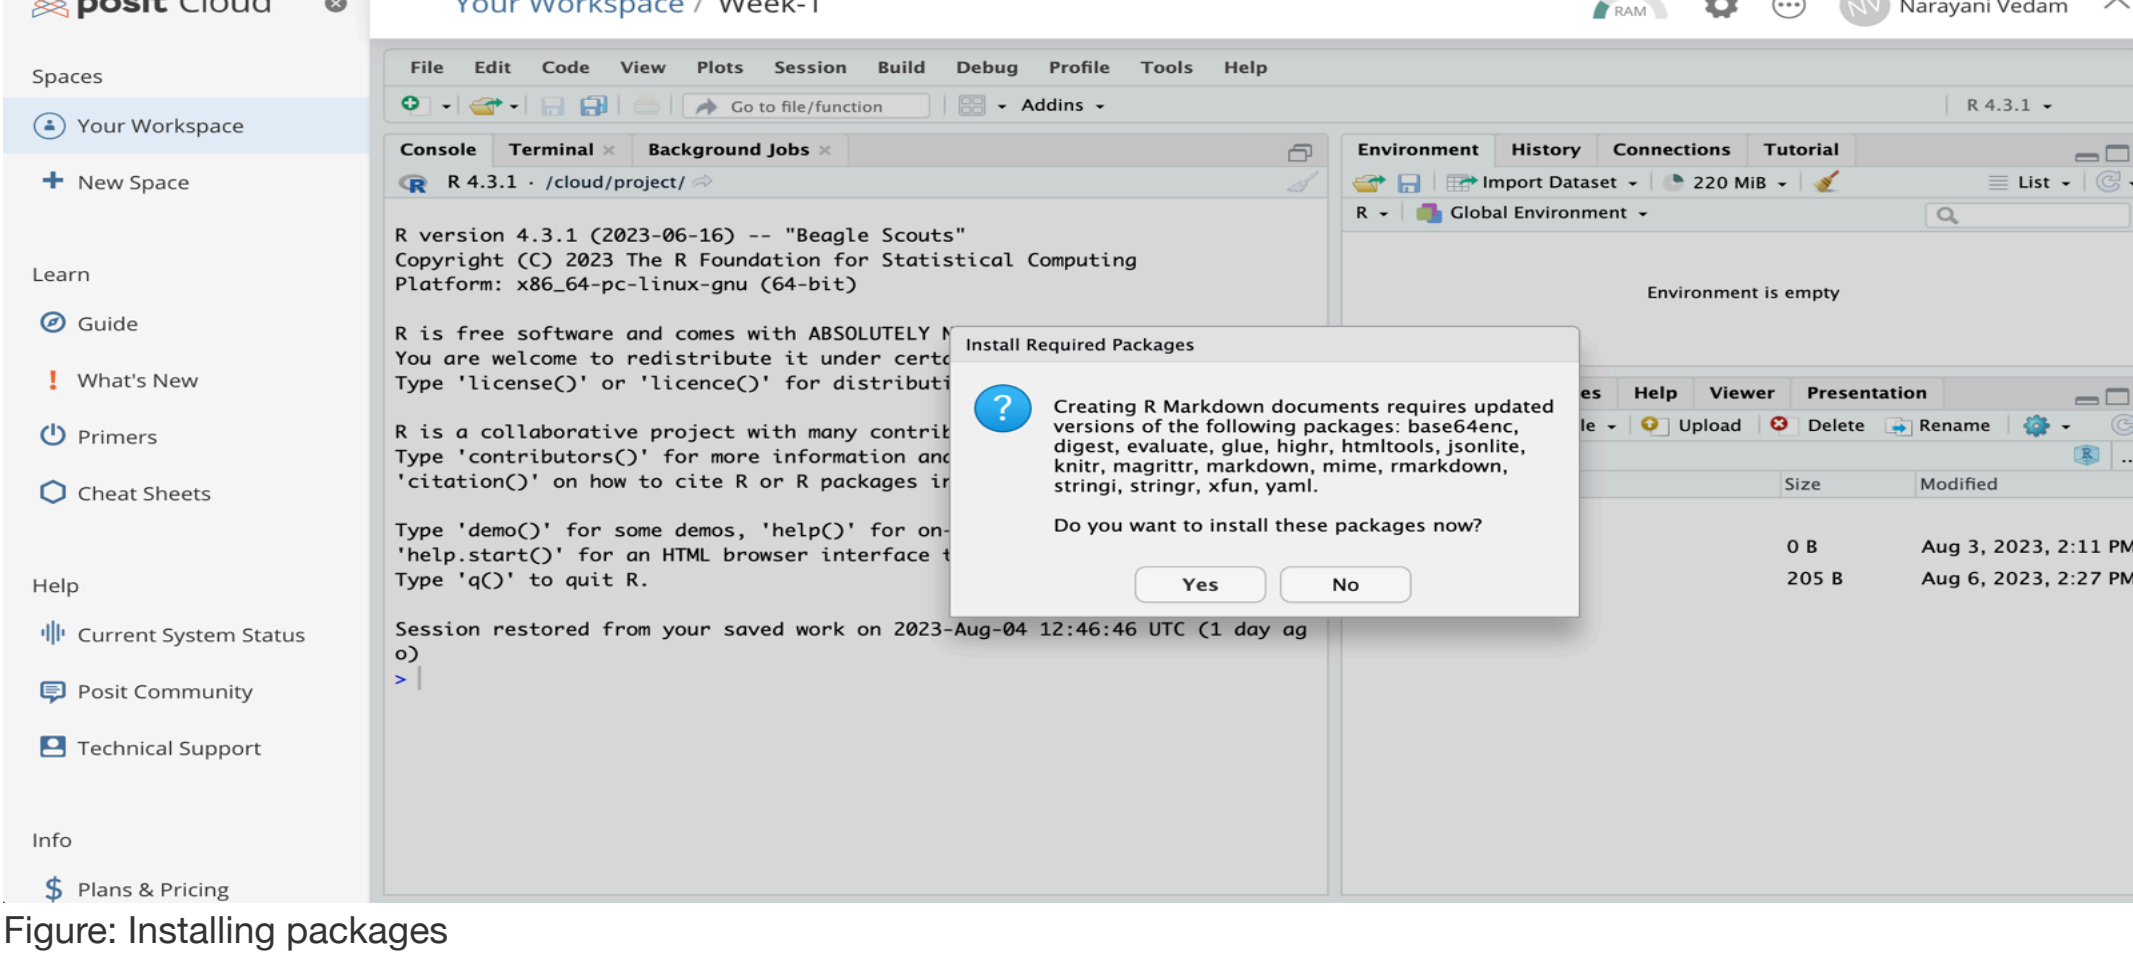 posit Cloud
Your Workspace / Week-1
RAM
NV
Narayani Vedam
Spaces
Your Workspace
New Space
Learn
Guide
What's New
Primers
Cheat Sheets
Help
Current System Status
Posit Community
Technical Support
Info
Plans & Pricing
File Edit Code View Plots Session Build Debug Profile Tools Help
Go to file/function
Addins
R 4.3.1
Console Terminal Background Jobs
R 4.3.1 · /cloud/project/
R version 4.3.1 (2023-06-16) -- "Beagle Scouts"
Copyright (C) 2023 The R Foundation for Statistical Computing
Platform: x86_64-pc-linux-gnu (64-bit)
R is free software and comes with ABSOLUTELY
You are welcome to redistribute it under certa
Type 'license()' or 'licence()' for distributi
R is a collaborative project with many contrib
Type 'contributors()' for more information and
'citation()' on how to cite R or R packages in
Type 'demo()' for some demos, 'help()' for on-
'help.start()' for an HTML browser interface t
Type 'q()' to quit R.
Session restored from your saved work on 2023-Aug-04 12:46:46 UTC (1 day ag
o)
>
Environment History Connections Tutorial
Import Dataset 220 MiB List
R Global Environment
Environment is empty
Install Required Packages
?
Creating R Markdown documents requires updated
versions of the following packages: base64enc,
digest, evaluate, glue, highr, htmltools, jsonlite,
knitr, magrittr, markdown, mime, rmarkdown,
stringi, stringr, xfun, yaml.
Do you want to install these packages now?
Yes No
es Help Viewer Presentation
le Upload Delete Rename
R ...
Size Modified
0 B Aug 3, 2023, 2:11 PM
205 B Aug 6, 2023, 2:27 PM
Figure: Installing packages